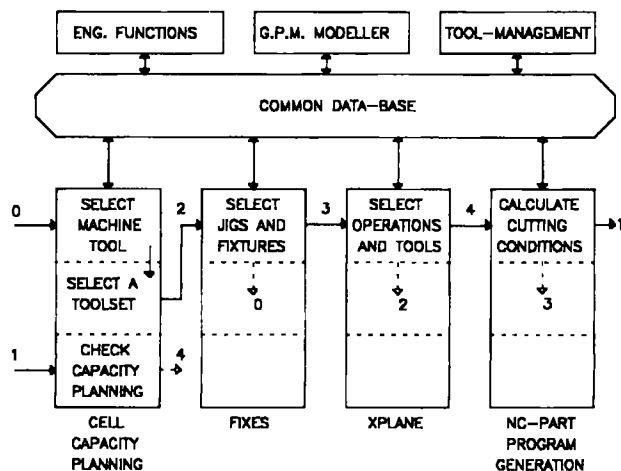 ENG. FUNCTIONS
G.P.M. MODELLER
TOOL-MANAGEMENT
COMMON DATA-BASE
0
SELECT
MACHINE
TOOL
SELECT A
TOOLSET
1
CHECK
CAPACITY
PLANNING
4
CELL
CAPACITY
PLANNING
2
SELECT
JIGS AND
FIXTURES
0
FIXES
3
SELECT
OPERATIONS
AND TOOLS
2
XPLANE
4
CALCULATE
CUTTING
CONDITIONS
1
3
NC-PART
PROGRAM
GENERATION